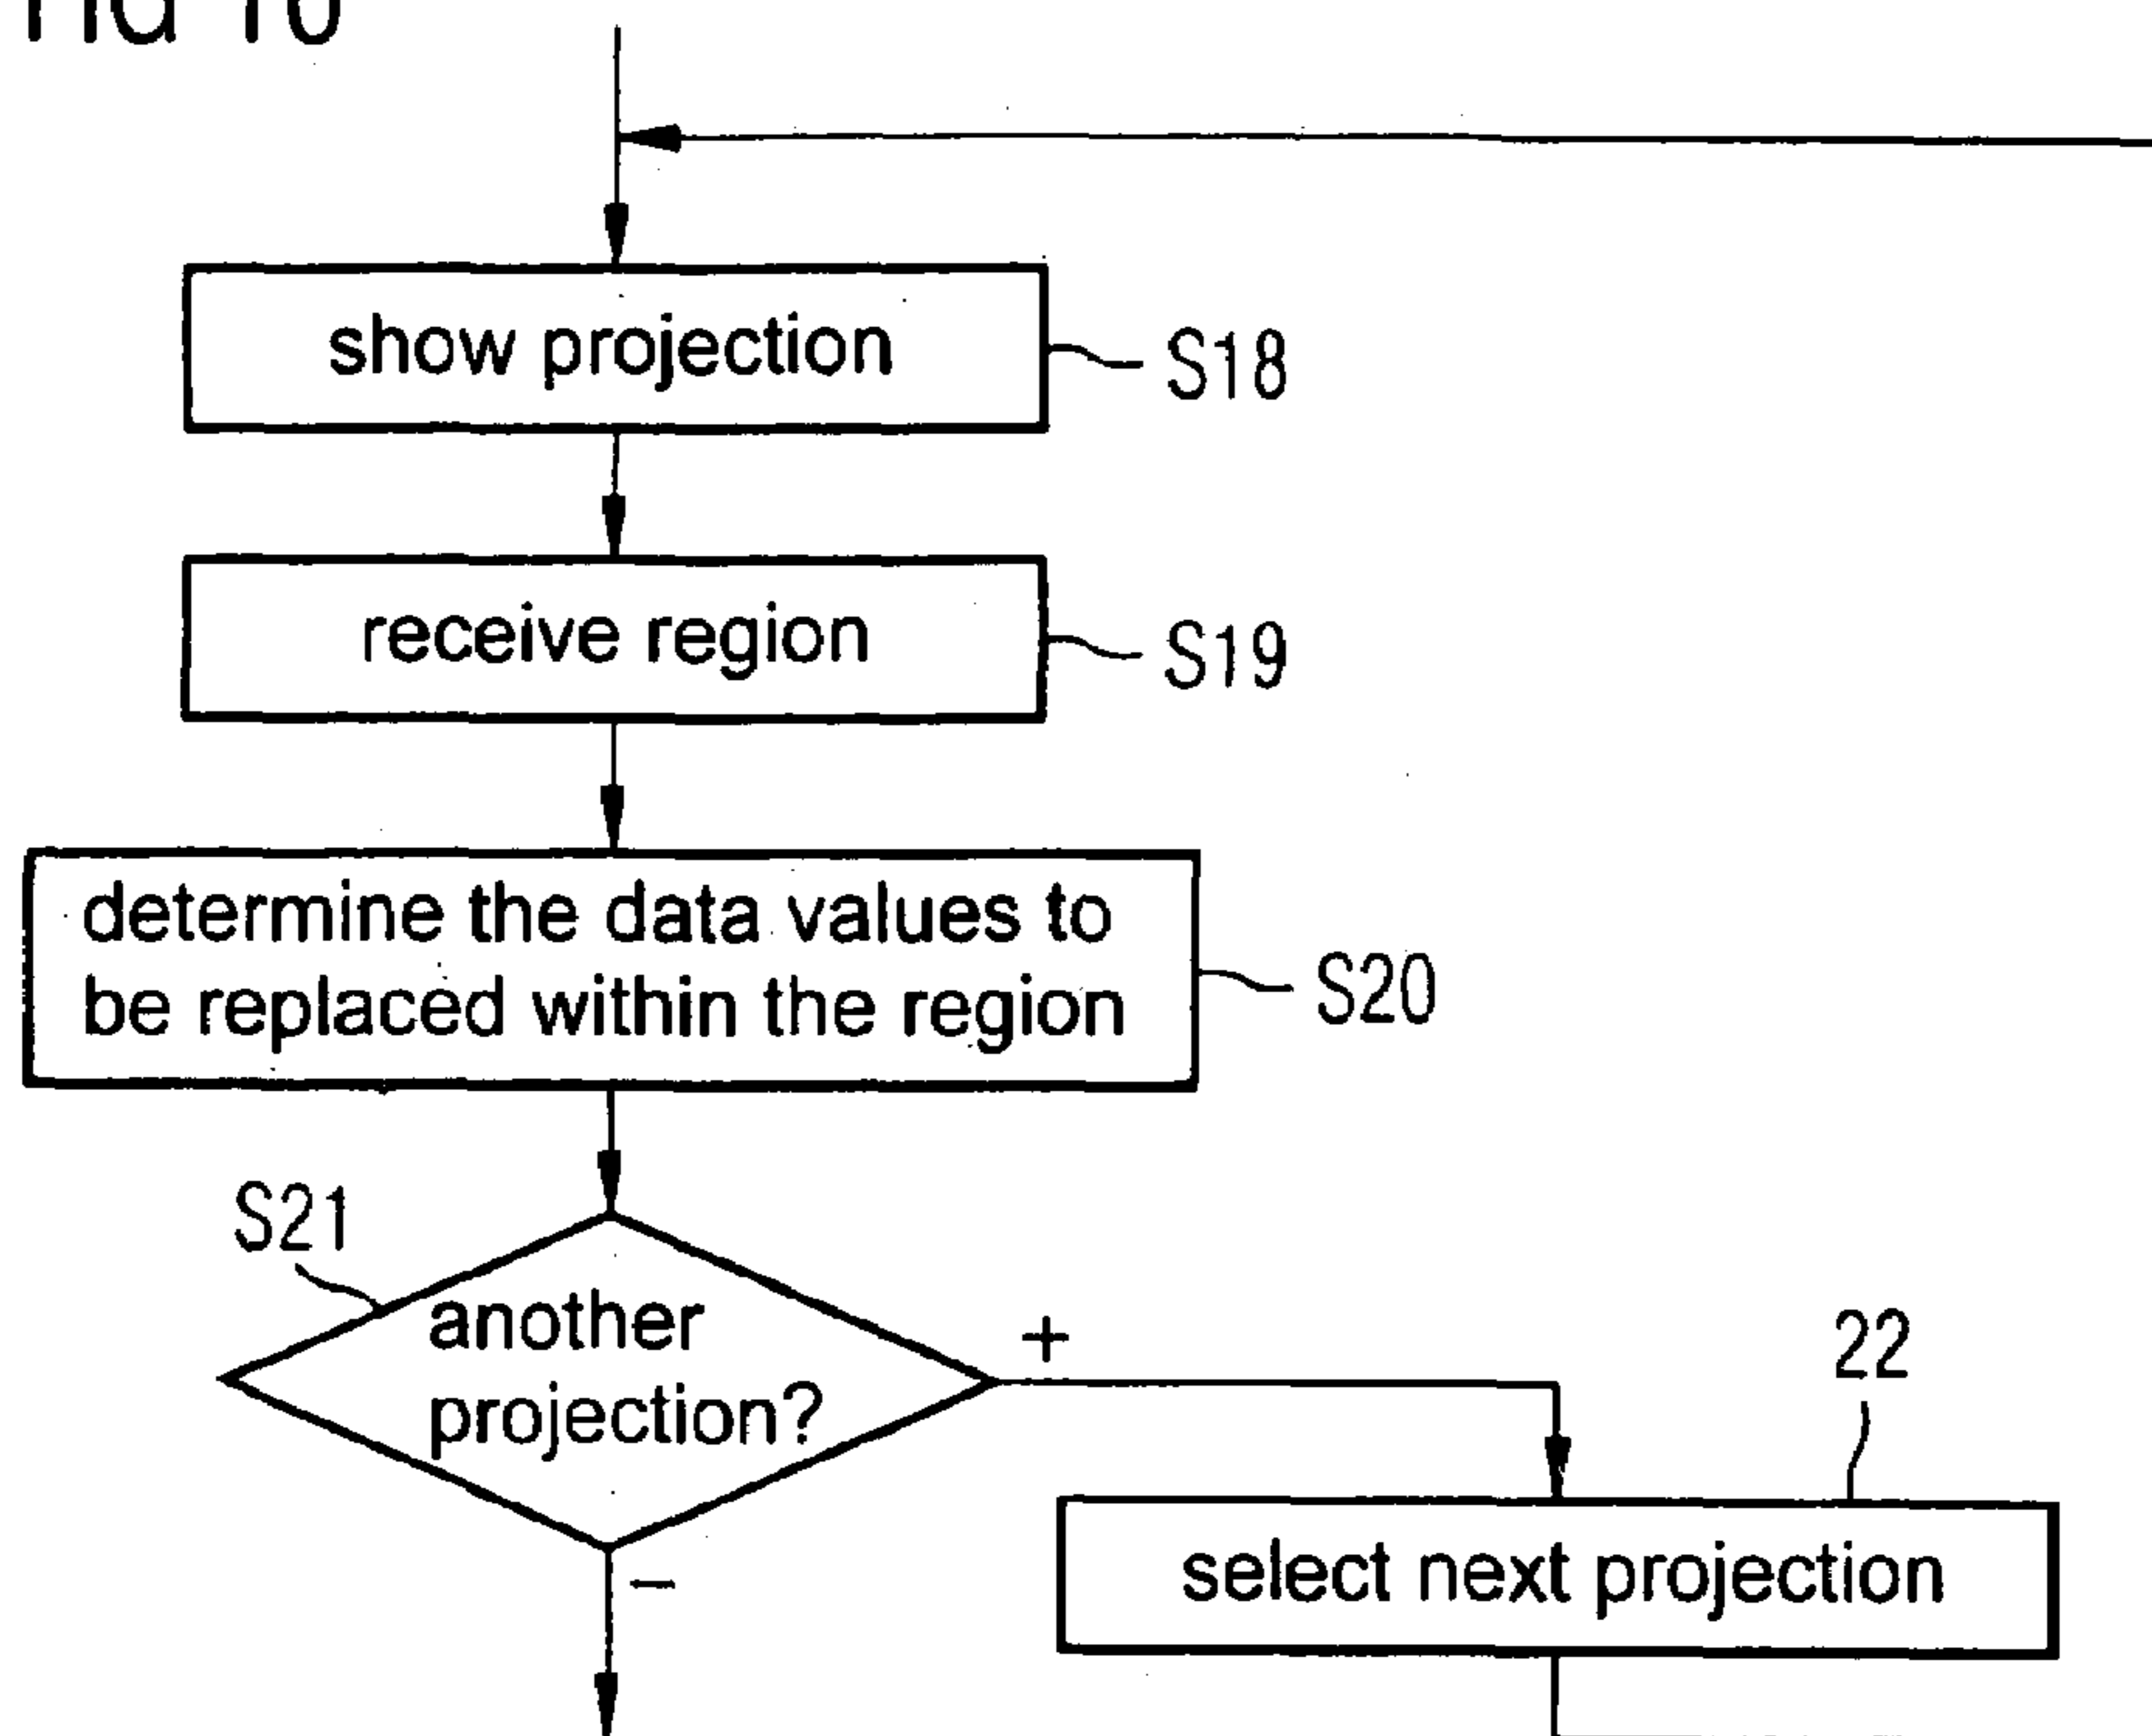 show projection
S18
receive region
S19
determine the data values to
be replaced within the region
S20
S21
another
projection?
+
–
22
select next projection